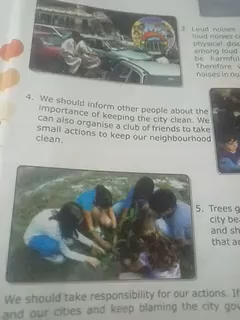 3. Loud noises
loud noises c
physical disc
among loud
be harmful
Therefore,
noises in ou
4. We should inform other people about the
importance of keeping the city clean. We
can also organise a club of friends to take
small actions to keep our neighbourhood
clean.
5. Trees g
city bea
and sh
that a
We should take responsibility for our actions. If
and our cities and keep blaming the city gov